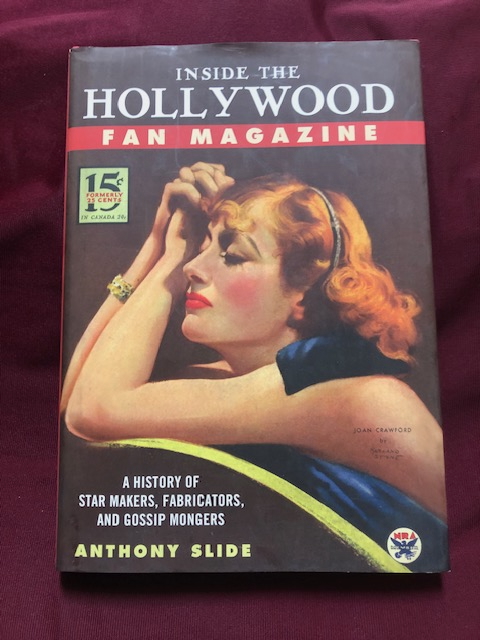 INSIDE THE
HOLLYWOOD
FAN MAGAZINE
15¢
FORMERLY
25 CENTS
IN CANADA 20¢
JOAN CRAWFORD
by
A HISTORY OF
STAR MAKERS, FABRICATORS,
AND GOSSIP MONGERS
ANTHONY SLIDE
NRA